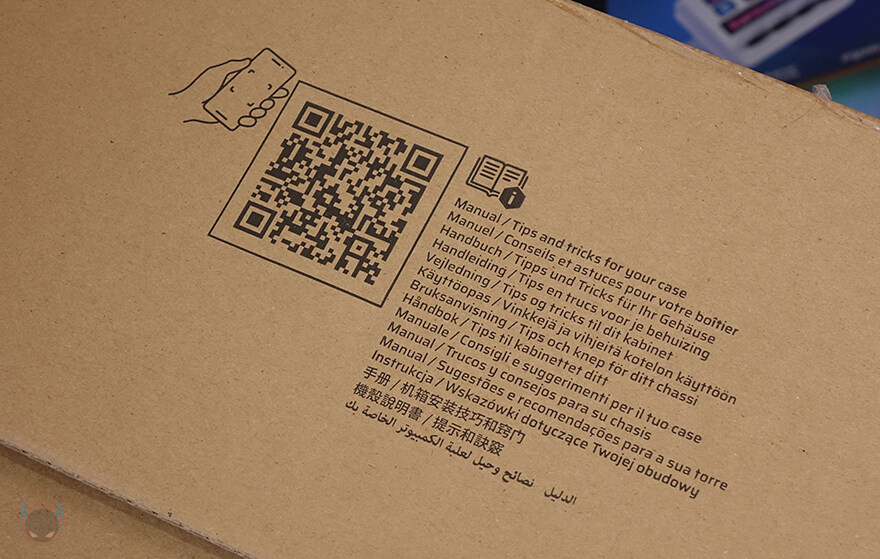 Manual / Tips and tricks for your case
Manuel / Conseils et astuces pour votre boîtier
Handbuch / Tipps und Tricks für Ihr Gehäuse
Handleiding / Tips en trucs voor je behuizing
Vejledning / Tips og tricks til dit kabinet
Käyttöopas / Vinkkejä ja vihjeitä kotelon käyttöön
Bruksanvisning / Tips och knep för ditt chassi
Håndbok / Tips til kabinettet ditt
Manuale / Consigli e suggerimenti per il tuo case
Manual / Trucos y consejos para su chasis
Manual / Sugestões e recomendações para a sua torre
Instrukcja / Wskazówki dotyczące Twojej obudowy
手册 / 机箱安装技巧和窍门
機殼說明書 / 提示和訣竅
الدليل نصائح وحيل لعلبة الكمبيوتر الخاصة بك